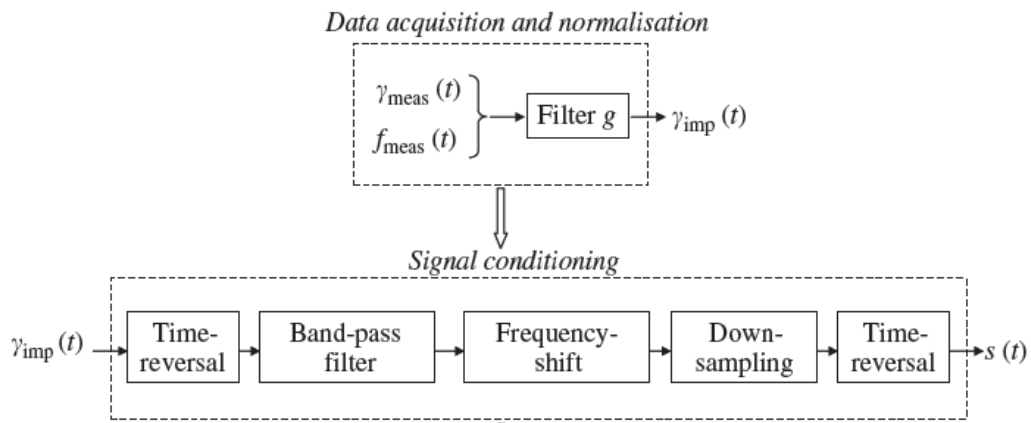 Data acquisition and normalisation
γmeas (t)
fmeas (t)
Filter g
γimp (t)
Signal conditioning
γimp (t)
Time-
reversal
Band-pass
filter
Frequency-
shift
Down-
sampling
Time-
reversal
s (t)